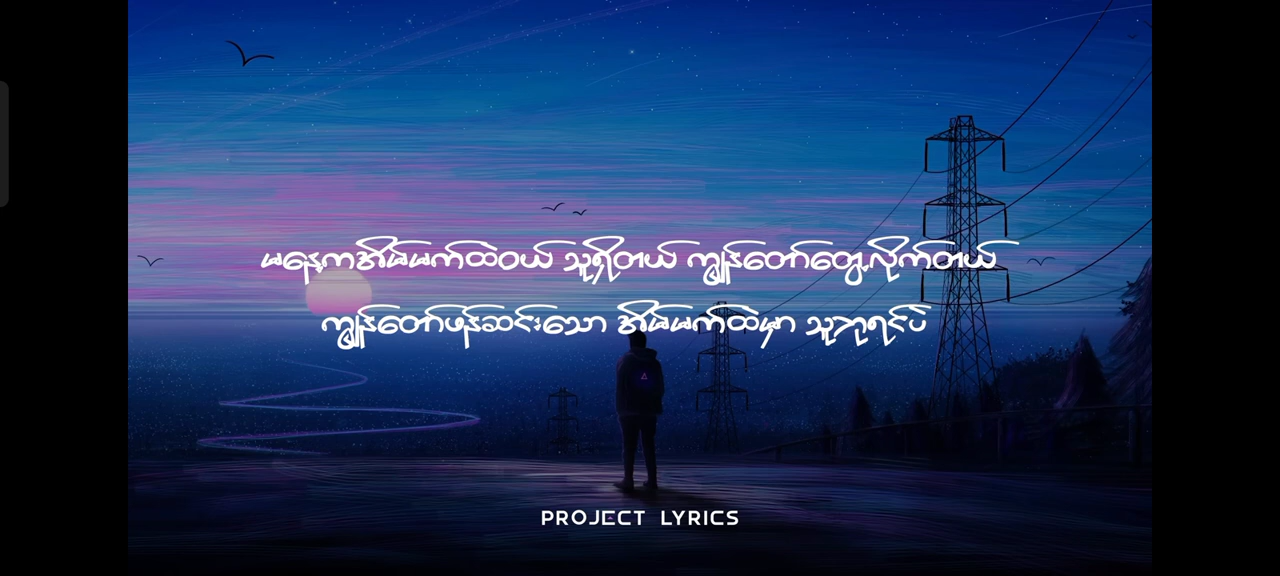 မနေ့ကအိမ်မက်ထဲဝယ် သူရှိတယ် ကျွန်တော်တွေ့လိုက်တယ်
ကျွန်တော်ဖန်ဆင်းသော အိမ်မက်ထဲမှာ သူဘုရင်ပဲ
PROJECT LYRICS